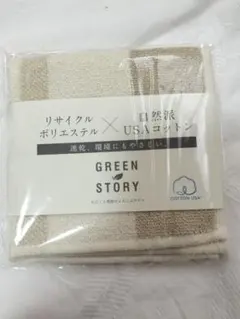 リサイクル
ポリエステル
×
自然派
USAコットン
速乾、環境にもやさしい。
GREEN
STORY